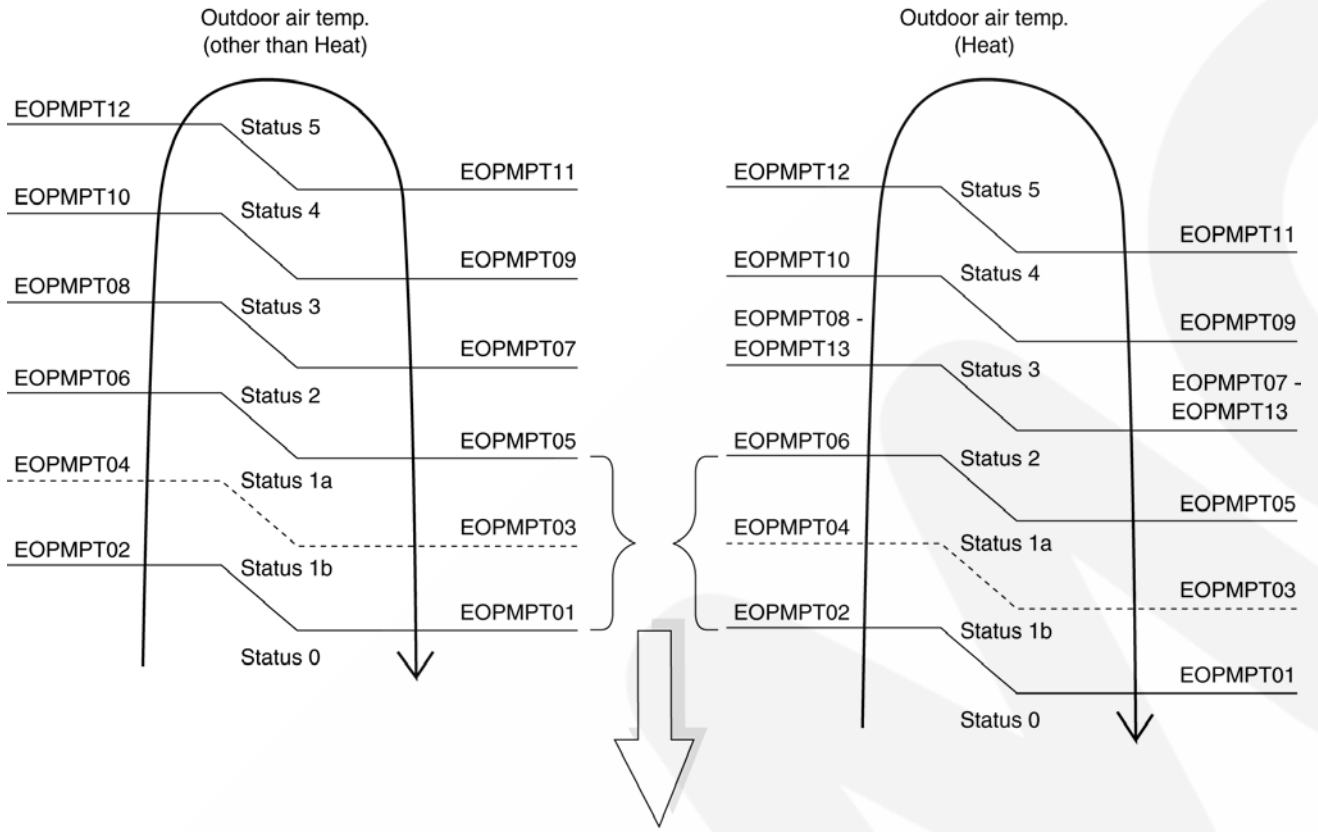 Outdoor air temp.
(other than Heat)
EOPMPT12
Status 5
EOPMPT11
EOPMPT10
Status 4
EOPMPT09
EOPMPT08
Status 3
EOPMPT07
EOPMPT06
Status 2
EOPMPT05
EOPMPT04
Status 1a
EOPMPT03
EOPMPT02
Status 1b
EOPMPT01
Status 0
Outdoor air temp.
(Heat)
EOPMPT12
Status 5
EOPMPT11
EOPMPT10
Status 4
EOPMPT09
EOPMPT08 -
EOPMPT13
Status 3
EOPMPT07 -
EOPMPT13
EOPMPT06
Status 2
EOPMPT05
EOPMPT04
Status 1a
EOPMPT03
EOPMPT02
Status 1b
EOPMPT01
Status 0